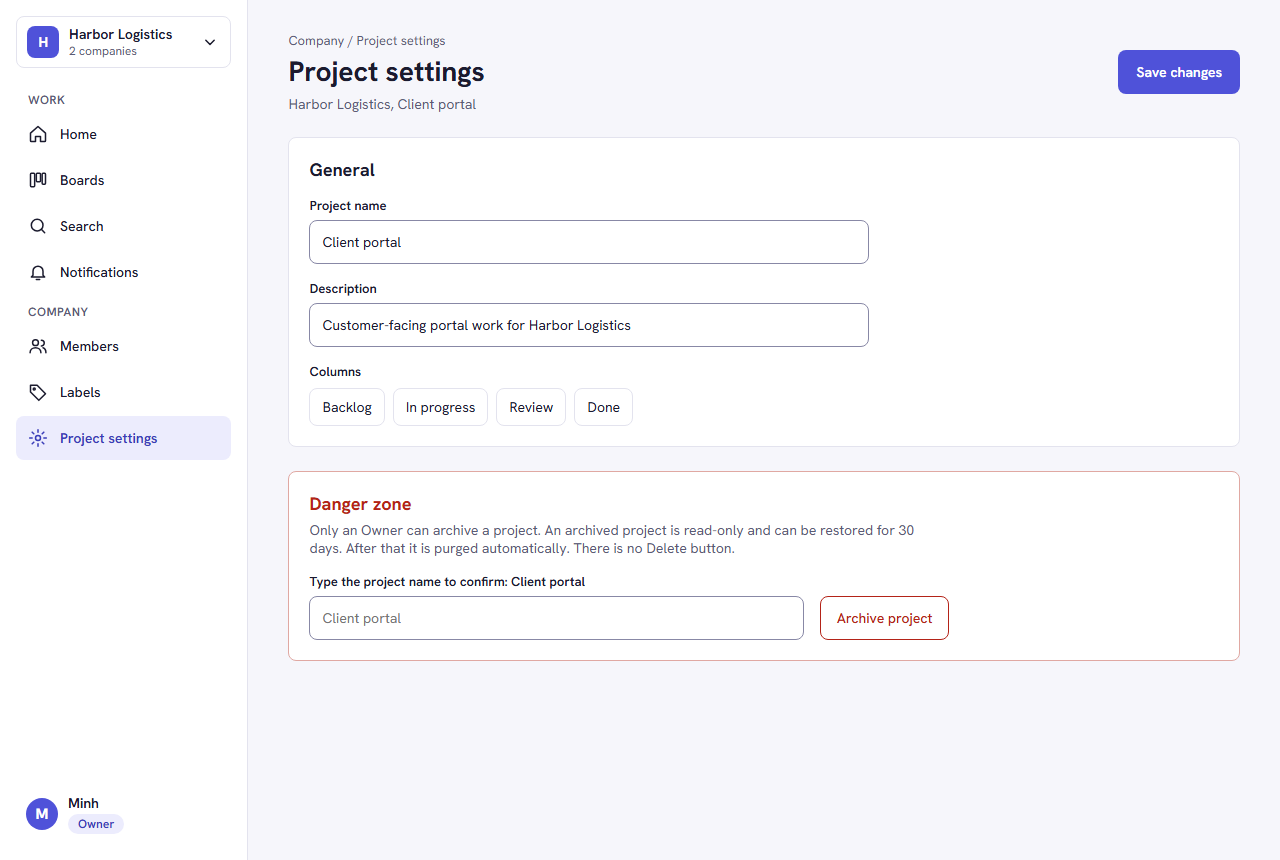 H
Harbor Logistics
2 companies
WORK
Home
Boards
Search
Notifications
COMPANY
Members
Labels
Project settings
M
Minh
Owner
Company / Project settings
Project settings
Harbor Logistics, Client portal
Save changes
General
Project name
Client portal
Description
Customer-facing portal work for Harbor Logistics
Columns
Backlog
In progress
Review
Done
Danger zone
Only an Owner can archive a project. An archived project is read-only and can be restored for 30
days. After that it is purged automatically. There is no Delete button.
Type the project name to confirm: Client portal
Client portal
Archive project